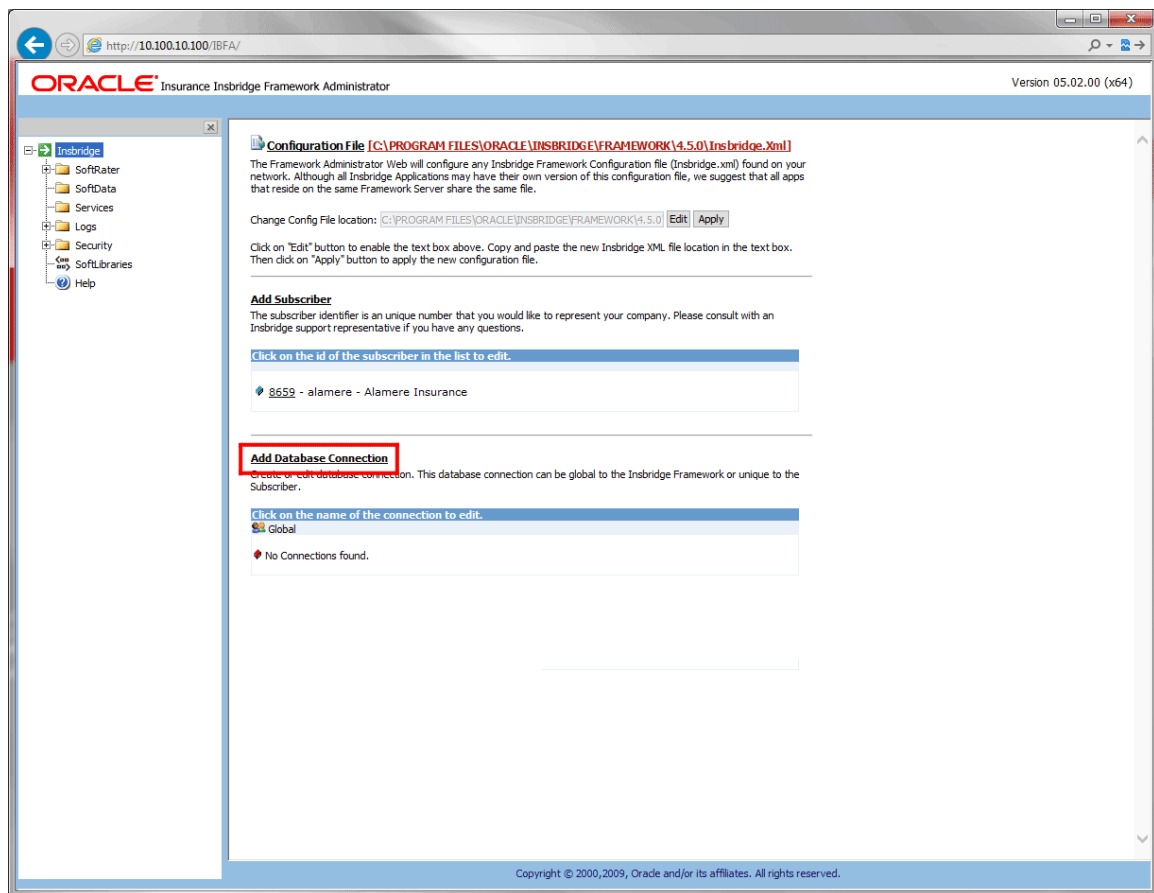 http://10.100.10.100/IBFA/
ORACLE Insurance Insbridge Framework Administrator
Version 05.02.00 (x64)
Insbridge
SoftRater
SoftData
Services
Logs
Security
SoftLibraries
Help
Configuration File [C:\PROGRAM FILES\ORACLE\INSBRIDGE\FRAMEWORK\4.5.0\Insbridge.Xml]
The Framework Administrator Web will configure any Insbridge Framework Configuration file (Insbridge.xml) found on your
network. Although all Insbridge Applications may have their own version of this configuration file, we suggest that all apps
that reside on the same Framework Server share the same file.
Change Config File location: C:\PROGRAM FILES\ORACLE\INSBRIDGE\FRAMEWORK\4.5.0 Edit Apply
Click on "Edit" button to enable the text box above. Copy and paste the new Insbridge XML file location in the text box.
Then click on "Apply" button to apply the new configuration file.
Add Subscriber
The subscriber identifier is an unique number that you would like to represent your company. Please consult with an
Insbridge support representative if you have any questions.
Click on the id of the subscriber in the list to edit.
8659 - alamere - Alamere Insurance
Add Database Connection
Create or edit database connection. This database connection can be global to the Insbridge Framework or unique to the
Subscriber.
Click on the name of the connection to edit.
Global
No Connections found.
Copyright © 2000,2009, Oracle and/or its affiliates. All rights reserved.